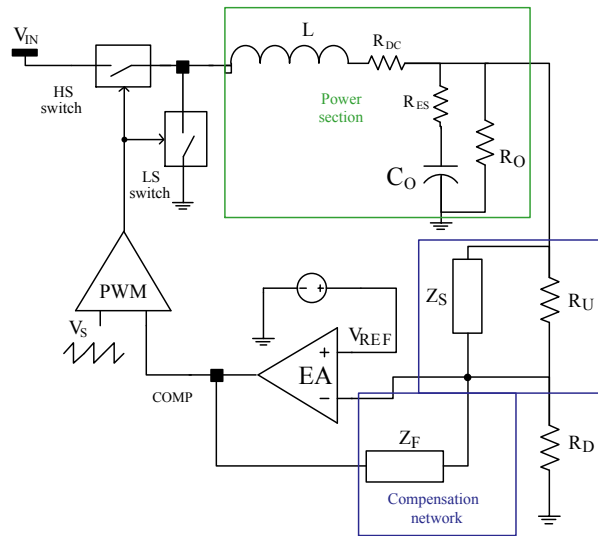 V_IN
L
R_DC
HS
switch
Power
section
R_ES
R_O
C_O
LS
switch
PWM
Z_S
R_U
V_S
V_REF
EA
COMP
Z_F
R_D
Compensation
network